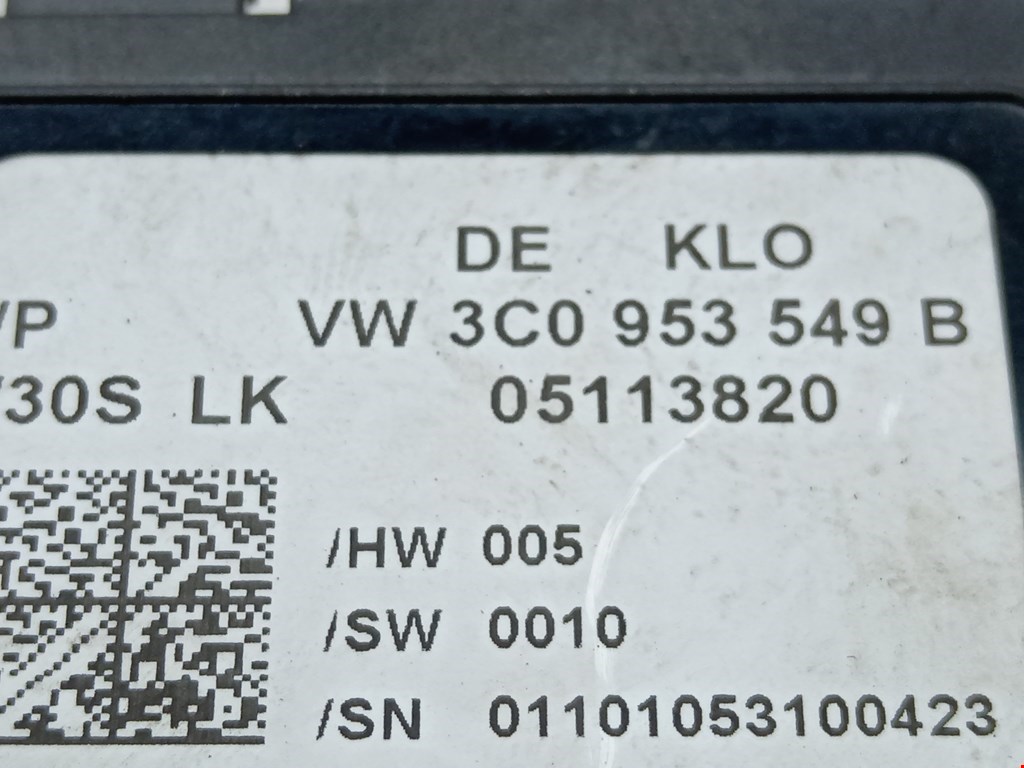 DE KLO
/P VW 3C0 953 549 B
/30S LK 05113820
/HW 005
/SW 0010
/SN 01101053100423